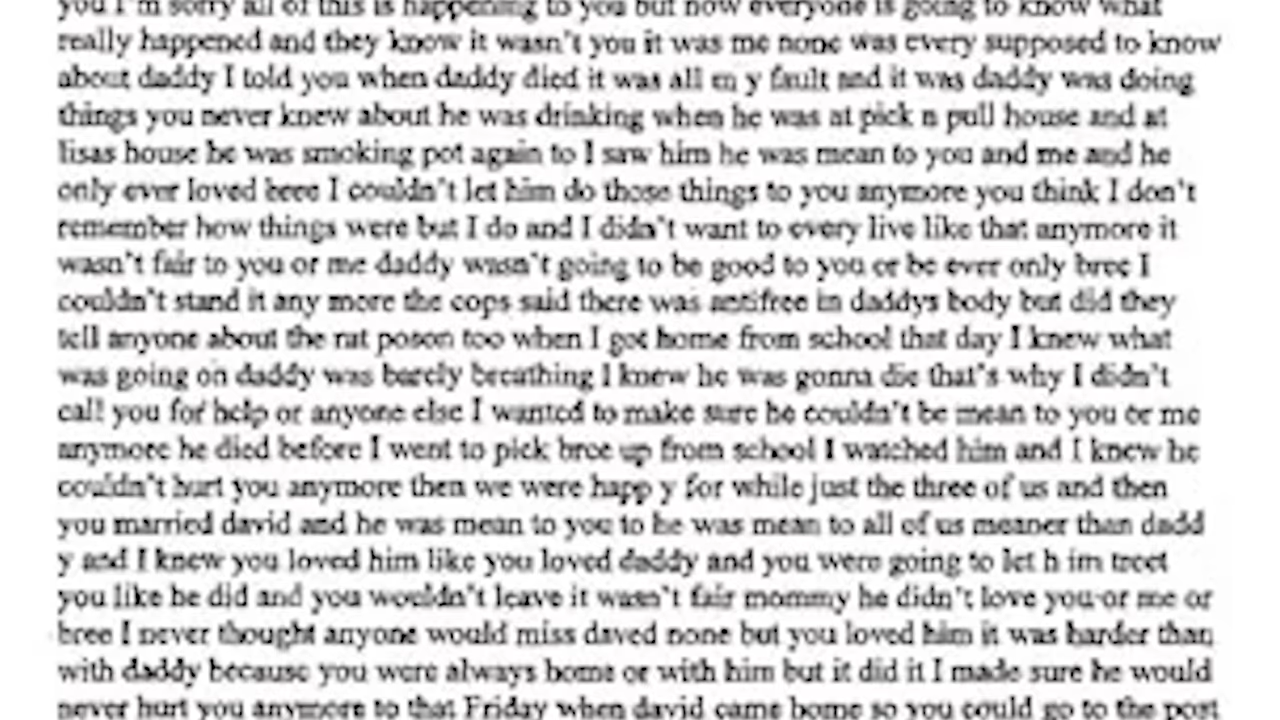 you I'm sorry all of this is happening to you but now everyone is going to know what
really happened and they know it wasn't you it was me none was every supposed to know
about daddy I told you when daddy died it was all m y fault and it was daddy was doing
things you never knew about he was drinking when he was at pick n pull house and at
lisas house he was smoking pot again to I saw him he was mean to you and me and he
only ever loved bree I couldn't let him do those things to you anymore you think I don't
remember how things were but I do and I didn't want to every live like that anymore it
wasn't fair to you or me daddy wasn't going to be good to you or be ever only bree I
couldn't stand it any more the cops said there was antifree in daddys body but did they
tell anyone about the rat poson too when I got home from school that day I knew what
was going on daddy was barely breathing I knew he was gonna die that's why I didn't
call you for help or anyone else I wanted to make sure he couldn't be mean to you or me
anymore he died before I went to pick bree up from school I watched him and I knew he
couldn't hurt you anymore then we were happ y for while just the three of us and then
you married david and he was mean to you to he was mean to all of us meaner than dadd
y and I knew you loved him like you loved daddy and you were going to let h im treet
you like he did and you wouldn't leave it wasn't fair mommy he didn't love you or me or
bree I never thought anyone would miss daved none but you loved him it was harder than
with daddy because you were always home or with him but it did it I made sure he would
never hurt you anymore to that Friday when david came home so you could go to the post